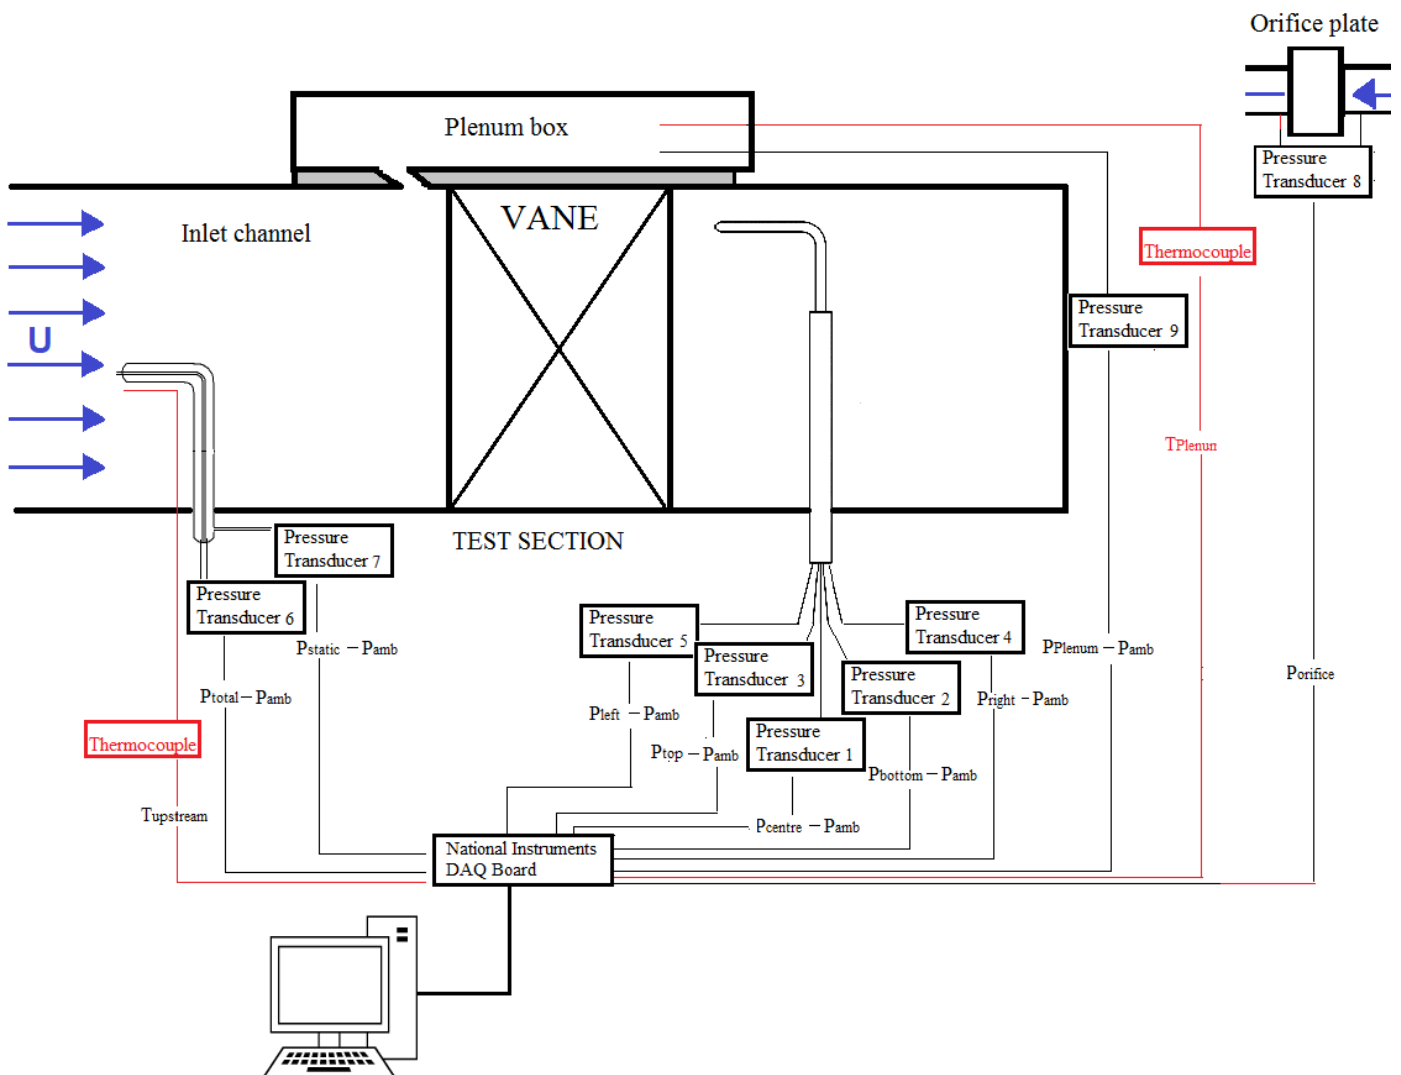 Orifice plate
Plenum box
Pressure
Transducer 8
VANE
Inlet channel
Thermocouple
Pressure
Transducer 9
U
TPlenun
TEST SECTION
Pressure
Transducer 7
Pressure
Transducer 6
Pressure
Transducer 5
Pressure
Transducer 4
Pstatic – Pamb
Pressure
Transducer 3
Pressure
Transducer 2
PPlenum – Pamb
Porifice
Ptotal – Pamb
Pleft – Pamb
Pright – Pamb
Thermocouple
Pressure
Transducer 1
Ptop – Pamb
Pbottom – Pamb
Tupstream
Pcentre – Pamb
National Instruments
DAQ Board